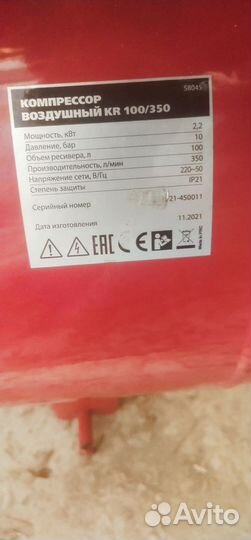 58045
КОМПРЕССОР
ВОЗДУШНЫЙ KR 100/350
Мощность, кВт 2,2
Давление, бар 10
Объем ресивера, л 100
Производительность, л/мин 350
Напряжение сети, В/Гц 220–50
Степень защиты IP21
Серийный номер /21-450011
Дата изготовления 11.2021
EAC CE
Made in PRC
Avito